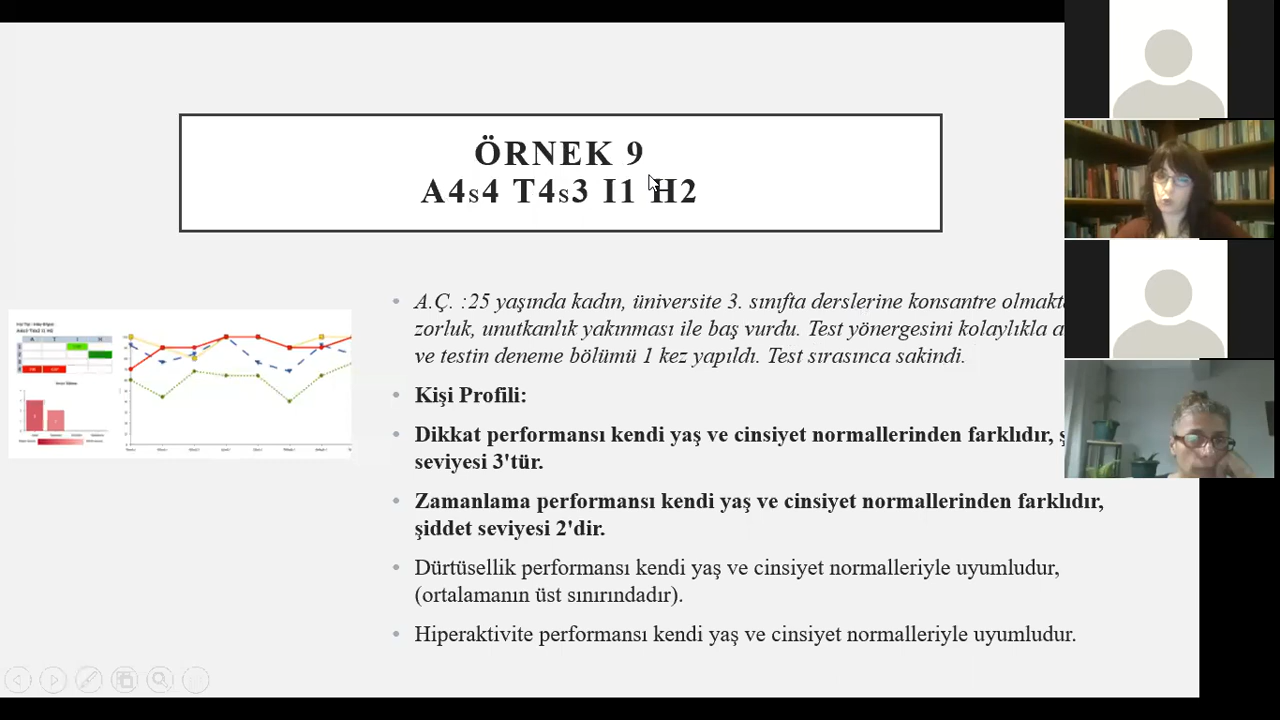 ÖRNEK 9
A4s4 T4s3 I1 H2
• A.Ç. :25 yaşında kadın, üniversite 3. sınıfta derslerine konsantre
zorluk, unutkanlık yakınması ile baş vurdu. Test yönergesini kolaylıkla
ve testin deneme bölümü 1 kez yapıldı. Test sırasınca sakindi.
• Kişi Profili:
• Dikkat performansı kendi yaş ve cinsiyet normallerinden farklıdır,
seviyesi 3'tür.
• Zamanlama performansı kendi yaş ve cinsiyet normallerinden farklıdır,
şiddet seviyesi 2'dir.
• Dürtüsellik performansı kendi yaş ve cinsiyet normalleriyle uyumludur,
(ortalamanın üst sınırındadır).
• Hiperaktivite performansı kendi yaş ve cinsiyet normalleriyle uyumludur.
A T I H